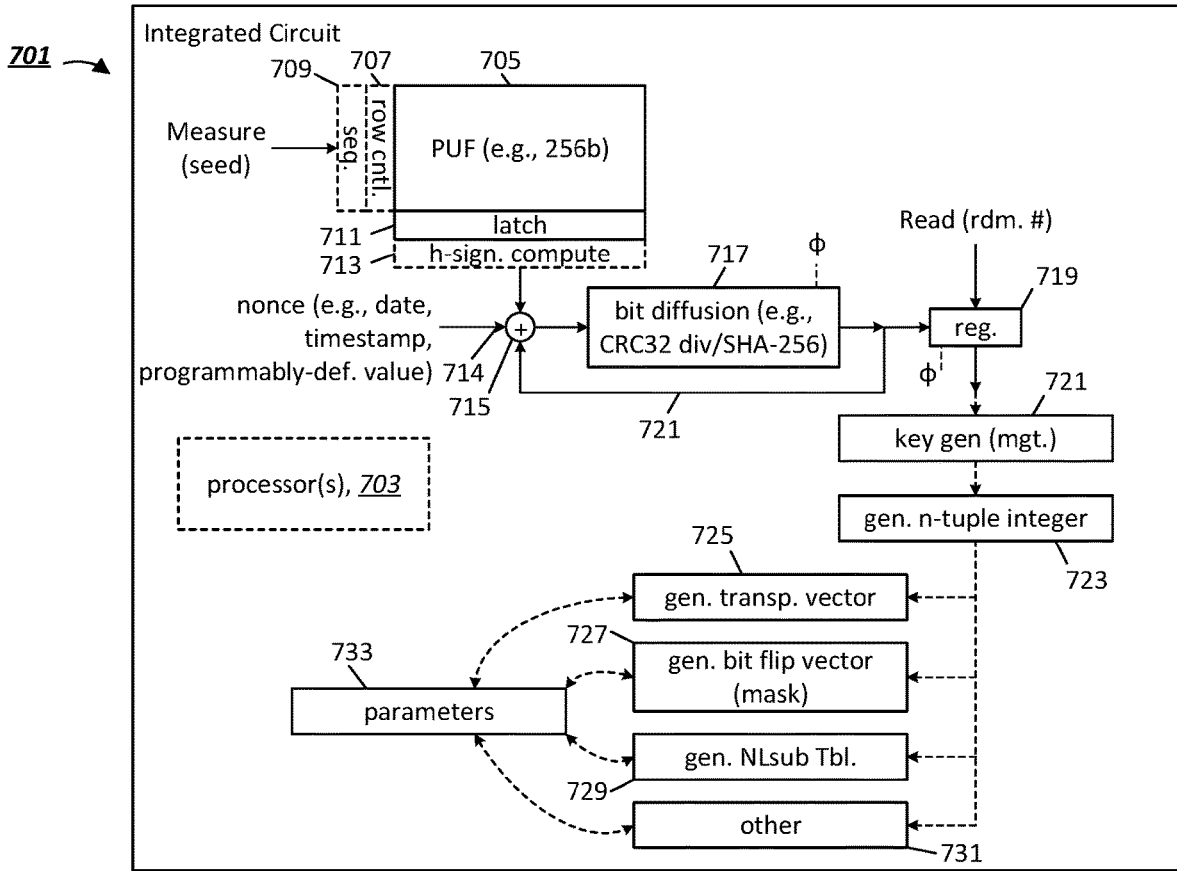 701
Integrated Circuit
709
707
705
Measure
(seed)
seq.
row cntl.
PUF (e.g., 256b)
711
latch
713
h-sign. compute
Read (rdm. #)
717
ϕ
719
nonce (e.g., date,
timestamp,
programmably-def. value)
714
715
+
bit diffusion (e.g.,
CRC32 div/SHA-256)
reg.
ϕ
721
721
key gen (mgt.)
processor(s), 703
gen. n-tuple integer
723
725
gen. transp. vector
727
gen. bit flip vector
(mask)
733
parameters
gen. NLsub Tbl.
729
other
731